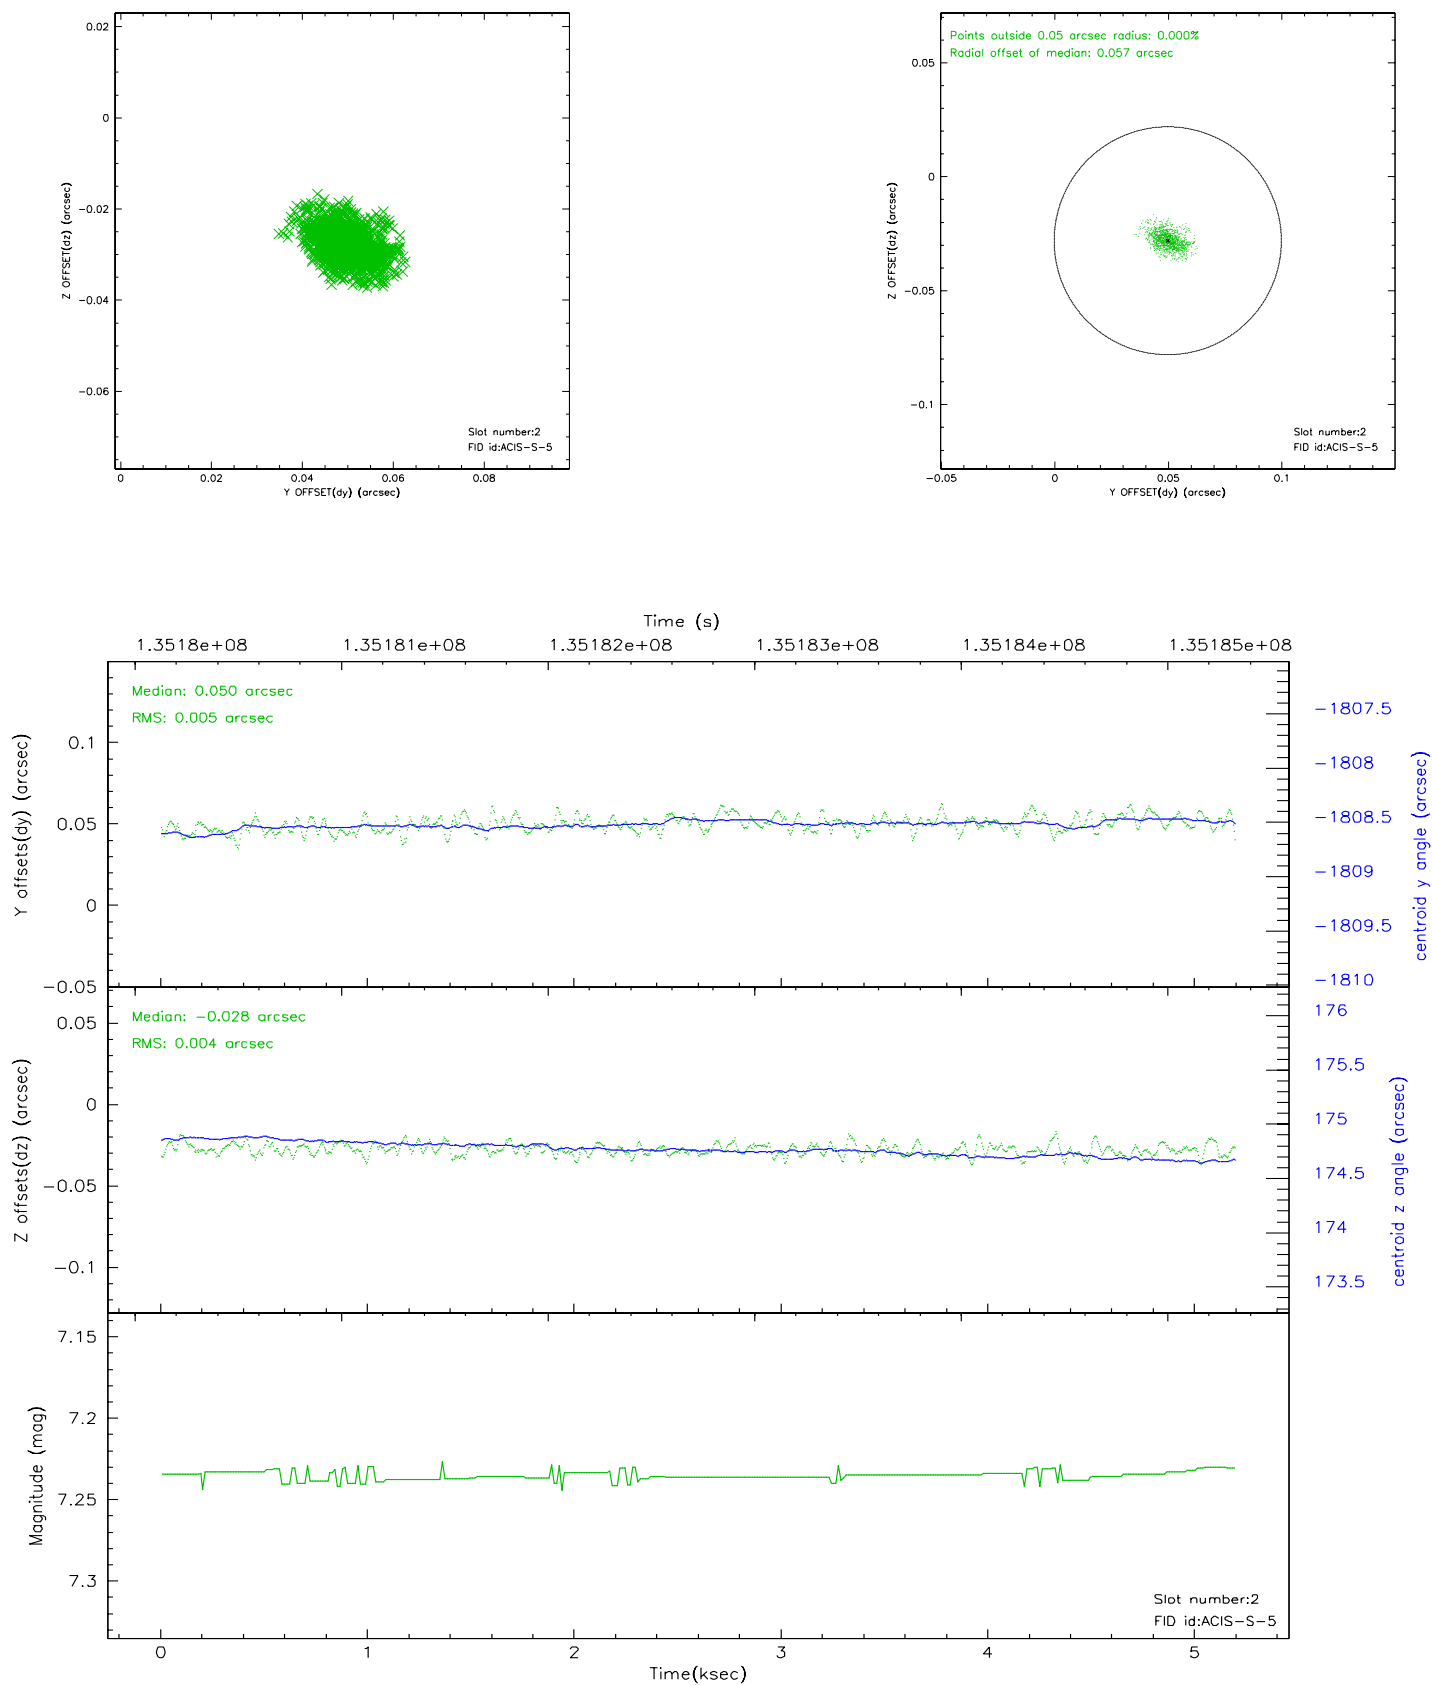 0.02
0
-0.02
-0.04
-0.06
Z OFFSET(dz) (arcsec)
Slot number:2
FID id:ACIS-S-5
0 0.02 0.04 0.06 0.08
Y OFFSET(dy) (arcsec)
Points outside 0.05 arcsec radius: 0.000%
Radial offset of median: 0.057 arcsec
0.05
0
-0.05
-0.1
Z OFFSET(dz) (arcsec)
Slot number:2
FID id:ACIS-S-5
-0.05 0 0.05 0.1
Y OFFSET(dy) (arcsec)
Time (s)
1.3518e+08 1.35181e+08 1.35182e+08 1.35183e+08 1.35184e+08 1.35185e+08
Median: 0.050 arcsec
RMS: 0.005 arcsec
0.1
0.05
0
-0.05
Y offsets(dy) (arcsec)
-1807.5
-1808
-1808.5
-1809
-1809.5
-1810
centroid y angle (arcsec)
Median: -0.028 arcsec
RMS: 0.004 arcsec
0.05
0
-0.05
-0.1
Z offsets(dz) (arcsec)
176
175.5
175
174.5
174
173.5
centroid z angle (arcsec)
7.15
7.2
7.25
7.3
Magnitude (mag)
Slot number:2
FID id:ACIS-S-5
0 1 2 3 4 5
Time(ksec)